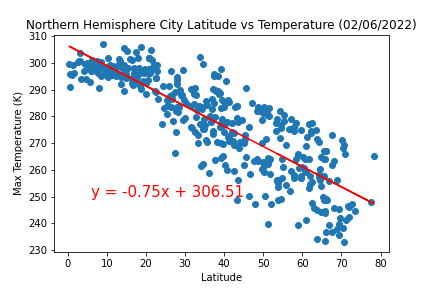 Northern Hemisphere City Latitude vs Temperature (02/06/2022)
310
300
290
280
270
260
250
240
230
Max Temperature (K)
y = -0.75x + 306.51
0 10 20 30 40 50 60 70 80
Latitude